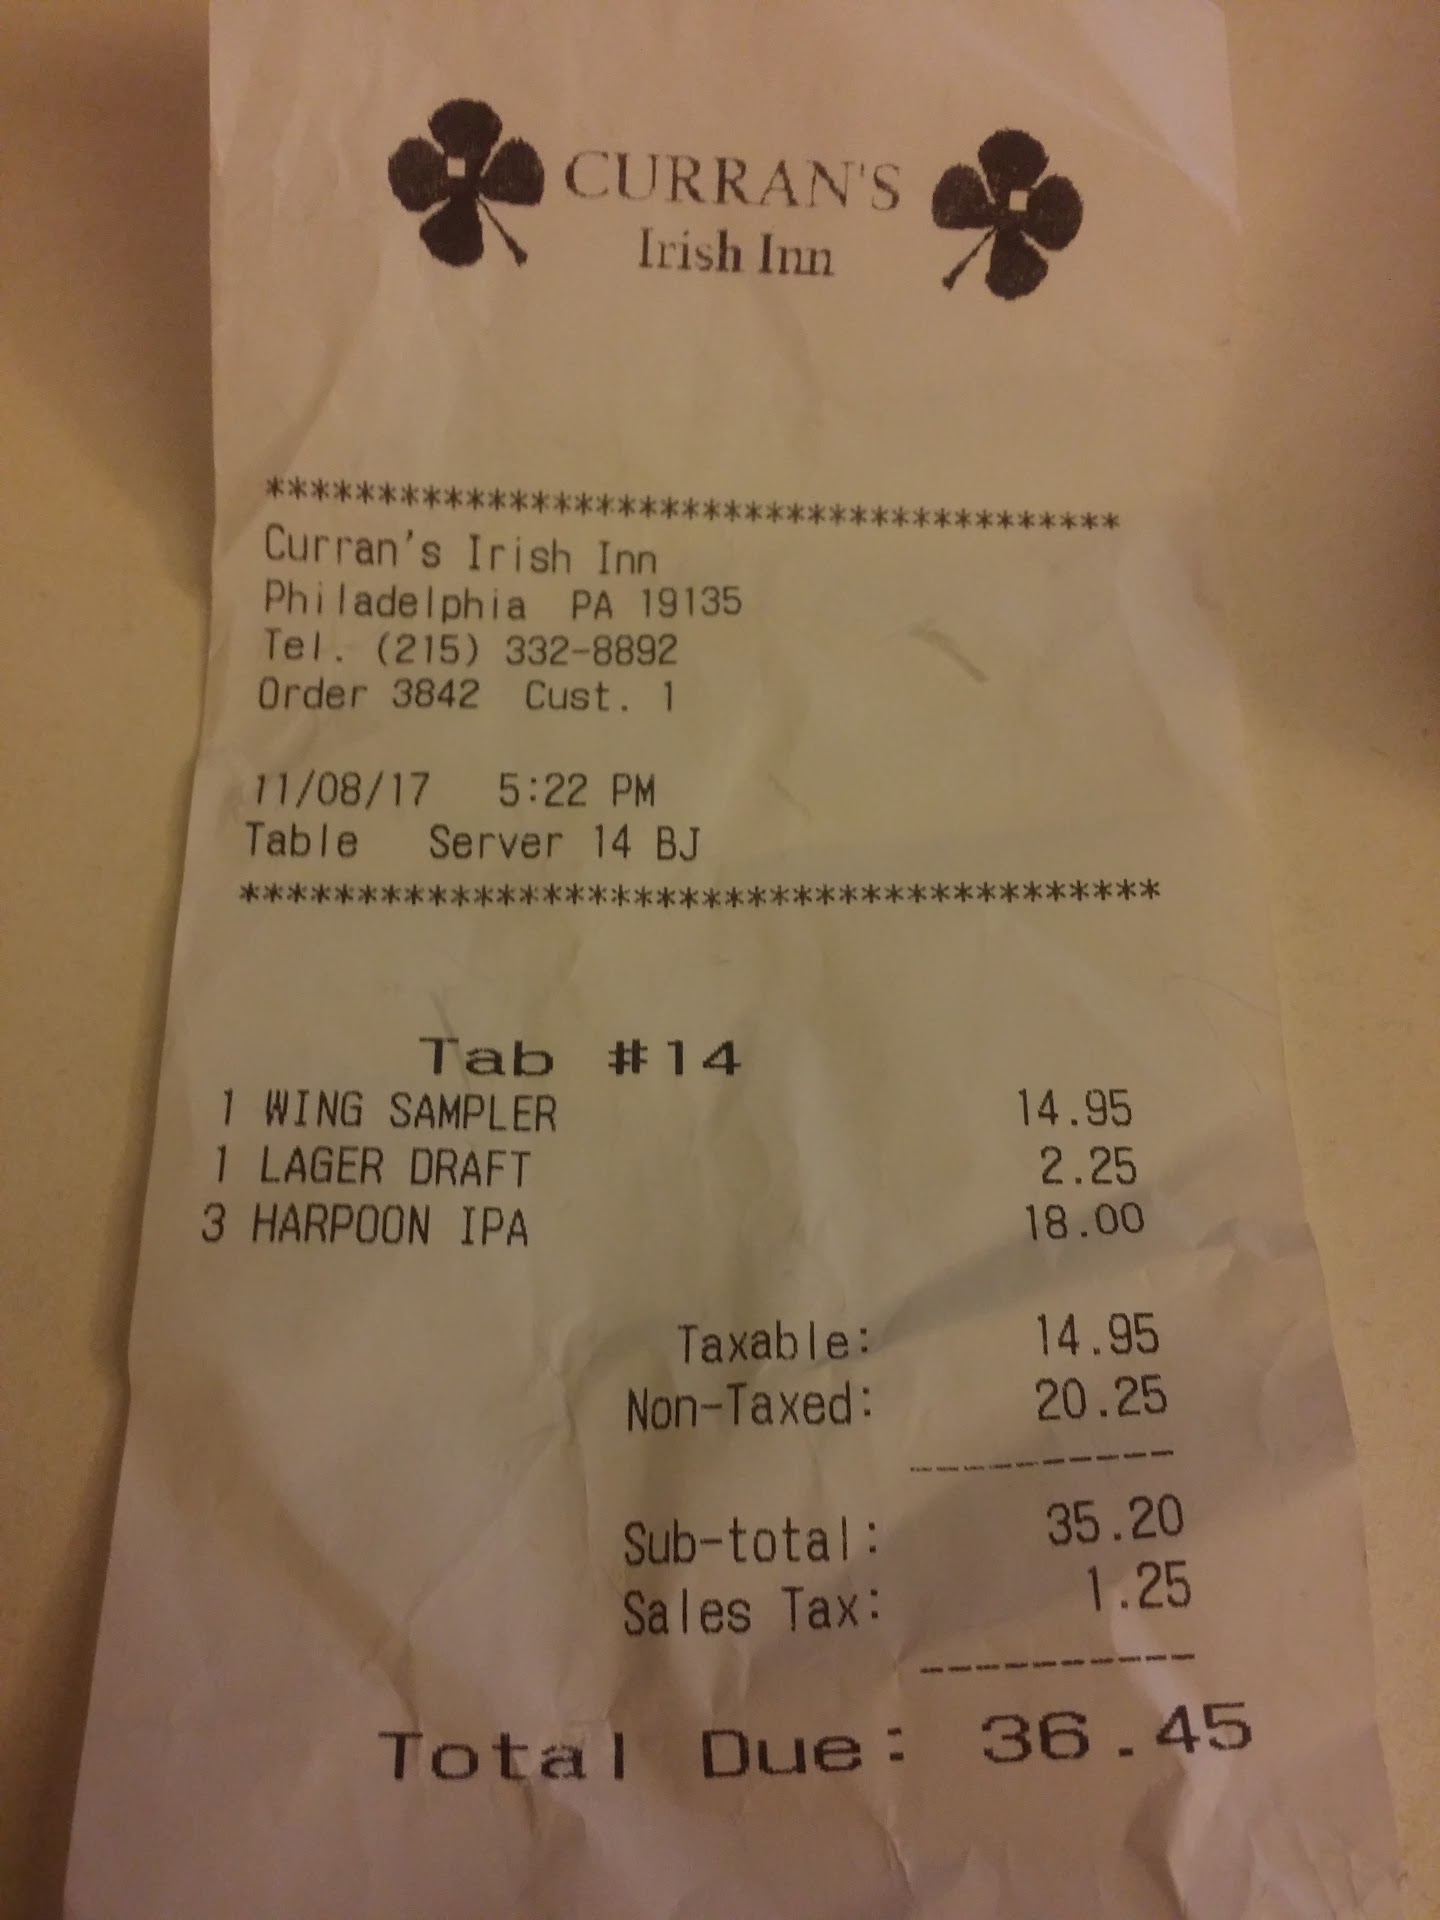 CURRAN'S
Irish Inn
***************************************
Curran's Irish Inn
Philadelphia  PA 19135
Tel. (215) 332-8892
Order 3842  Cust. 1
11/08/17   5:22 PM
Table   Server 14 BJ
***************************************
Tab #14
1 WING SAMPLER 14.95
1 LAGER DRAFT 2.25
3 HARPOON IPA 18.00
Taxable: 14.95
Non-Taxed: 20.25
----------
Sub-total: 35.20
Sales Tax: 1.25
----------
Total Due: 36.45